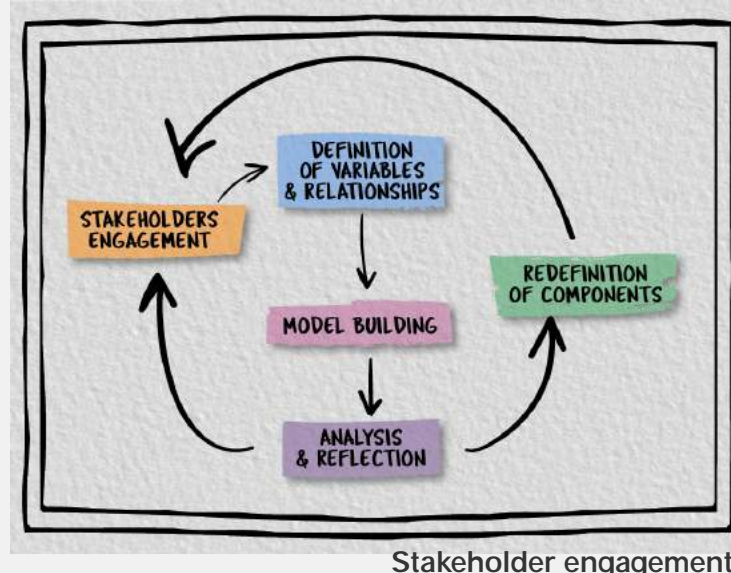 DEFINITION
OF VARIABLES
& RELATIONSHIPS
STAKEHOLDERS
ENGAGEMENT
REDEFINITION
OF COMPONENTS
MODEL BUILDING
ANALYSIS
& REFLECTION
Stakeholder engagement